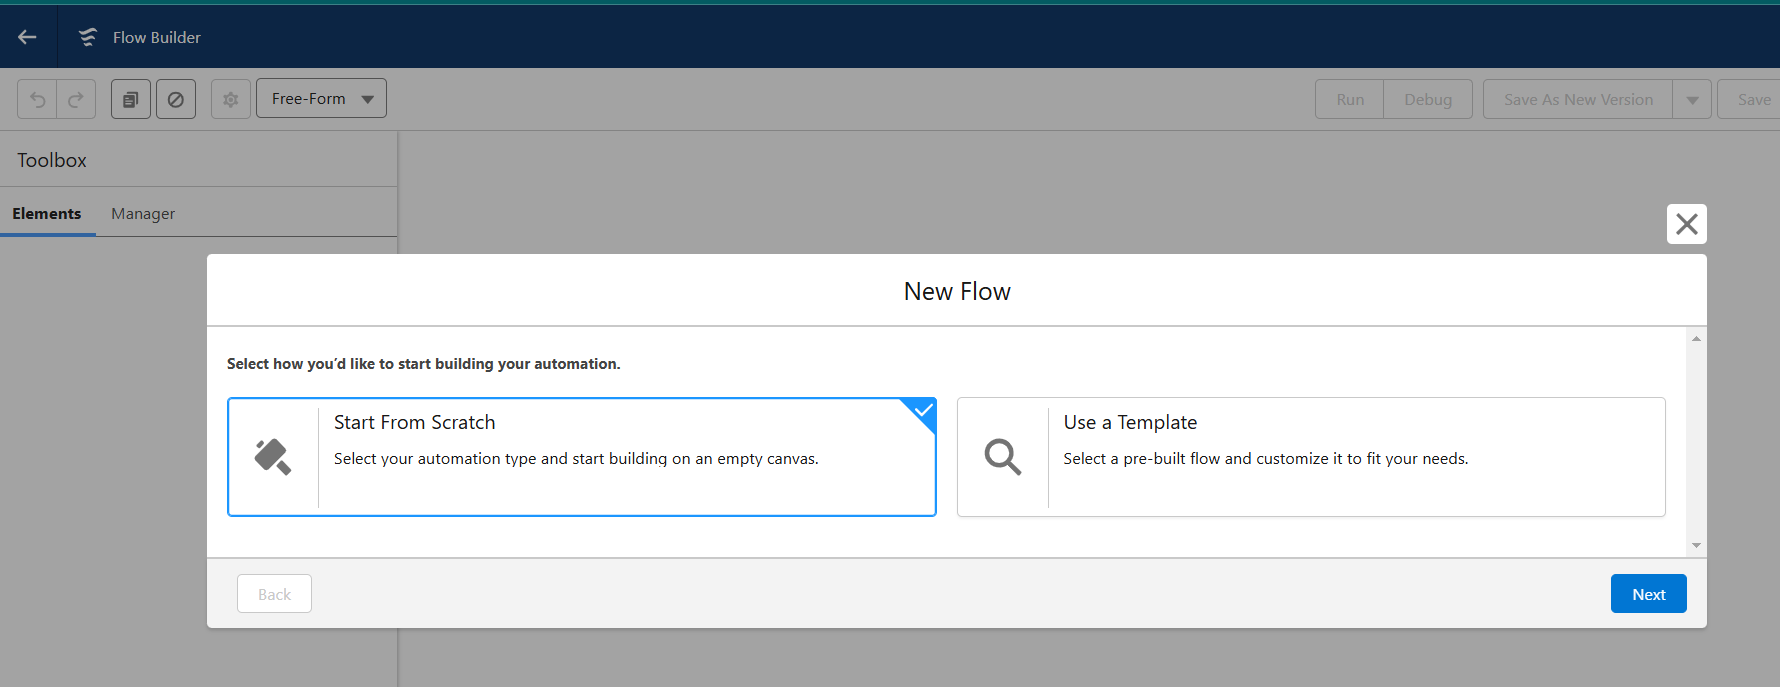 Flow Builder
Free-Form
Run
Debug
Save As New Version
Save
Toolbox
Elements
Manager
New Flow
Select how you'd like to start building your automation.
Start From Scratch
Select your automation type and start building on an empty canvas.
Use a Template
Select a pre-built flow and customize it to fit your needs.
Back
Next